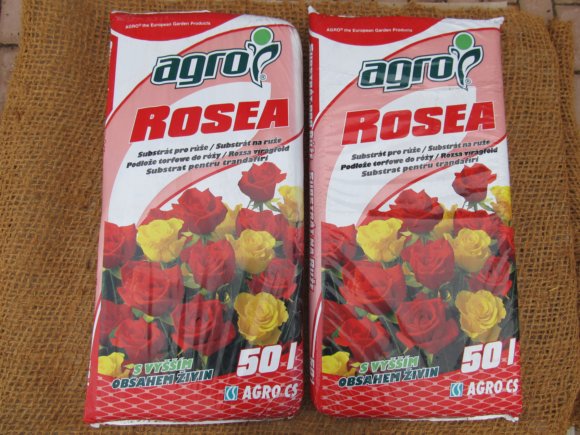 AGRO® the European Garden Products
agro
ROSEA
Substrát pro růže / Substrát na ruže
Podłoże torfowe do róży / Rózsa virágföld
Substrat pentru trandafiri
S VYŠŠÍM
OBSAHEM ŽIVIN
50 l
AGRO CS
AGRO® the European Garden Products
agro
ROSEA
Substrát pro růže / Substrát na ruže
Podłoże torfowe do róży / Rózsa virágföld
Substrat pentru trandafiri
S VYŠŠÍM
OBSAHEM ŽIVIN
50 l
AGRO CS